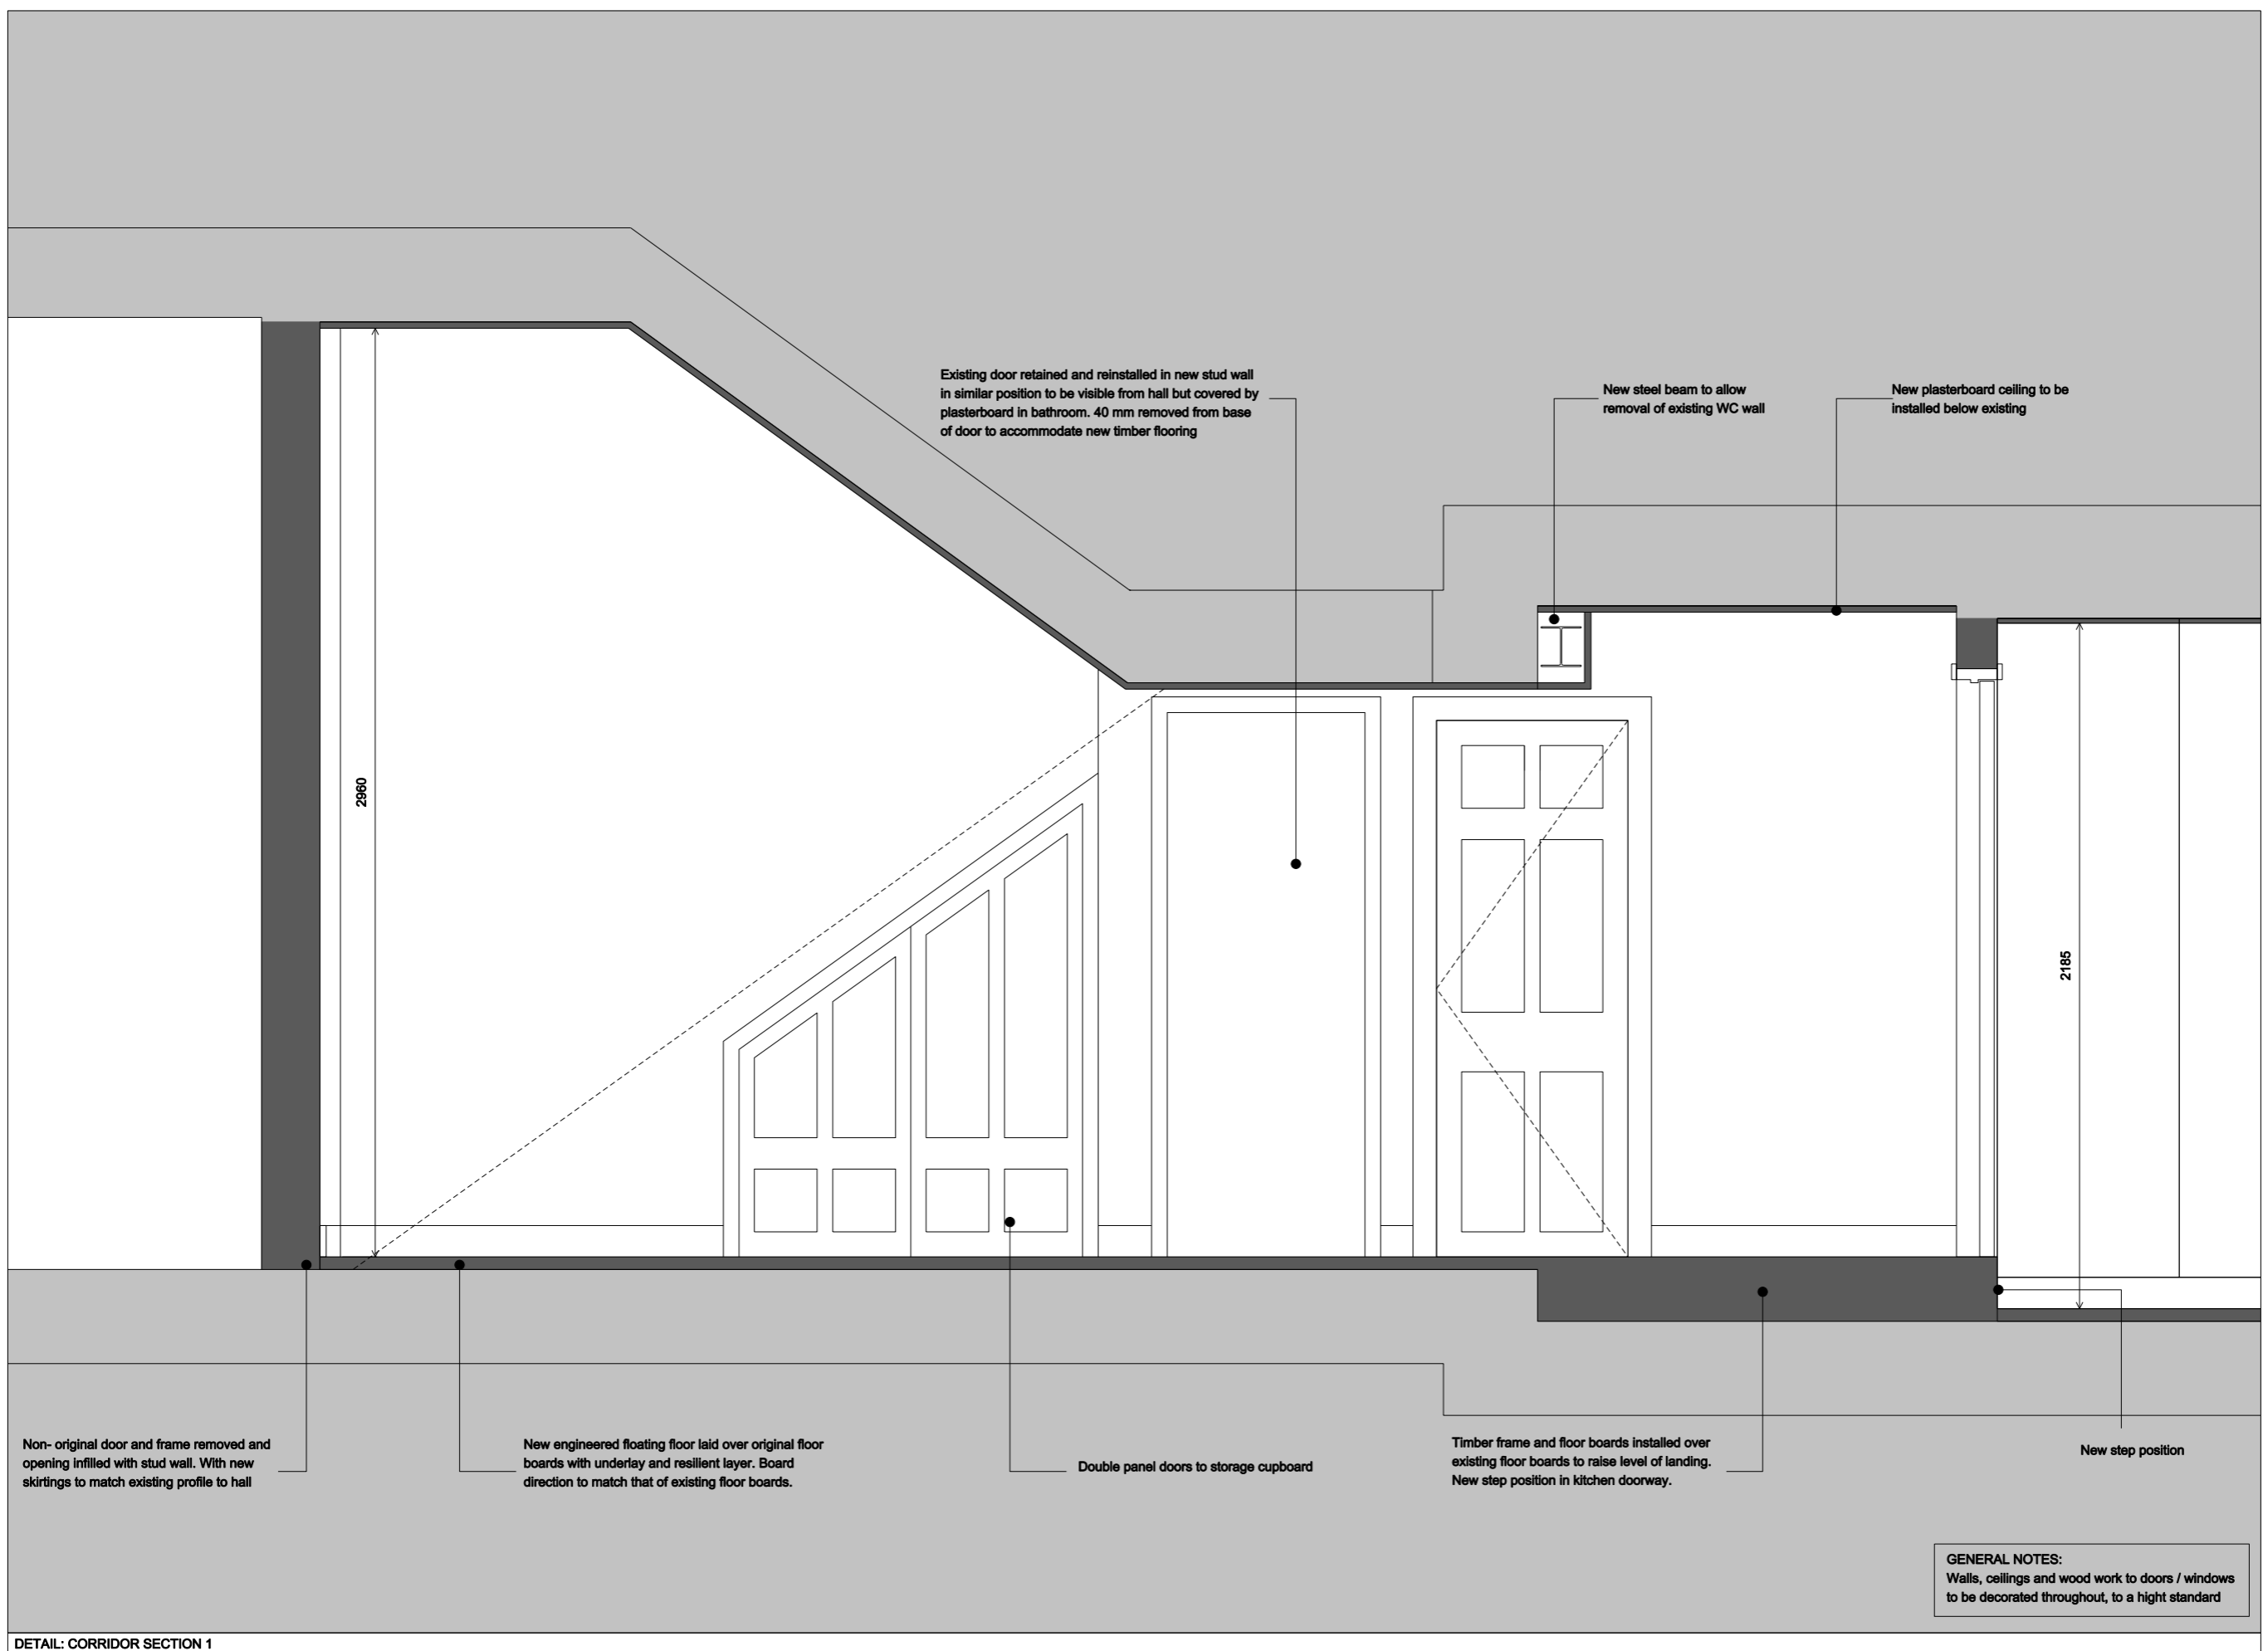 Existing door retained and reinstalled in new stud wall
in similar position to be visible from hall but covered by
plasterboard in bathroom. 40 mm removed from base
of door to accommodate new timber flooring
New steel beam to allow
removal of existing WC wall
New plasterboard ceiling to be
installed below existing
2960
2185
Non- original door and frame removed and
opening infilled with stud wall. With new
skirtings to match existing profile to hall
New engineered floating floor laid over original floor
boards with underlay and resilient layer. Board
direction to match that of existing floor boards.
Double panel doors to storage cupboard
Timber frame and floor boards installed over
existing floor boards to raise level of landing.
New step position in kitchen doorway.
New step position
GENERAL NOTES:
Walls, ceilings and wood work to doors / windows
to be decorated throughout, to a hight standard
DETAIL: CORRIDOR SECTION 1